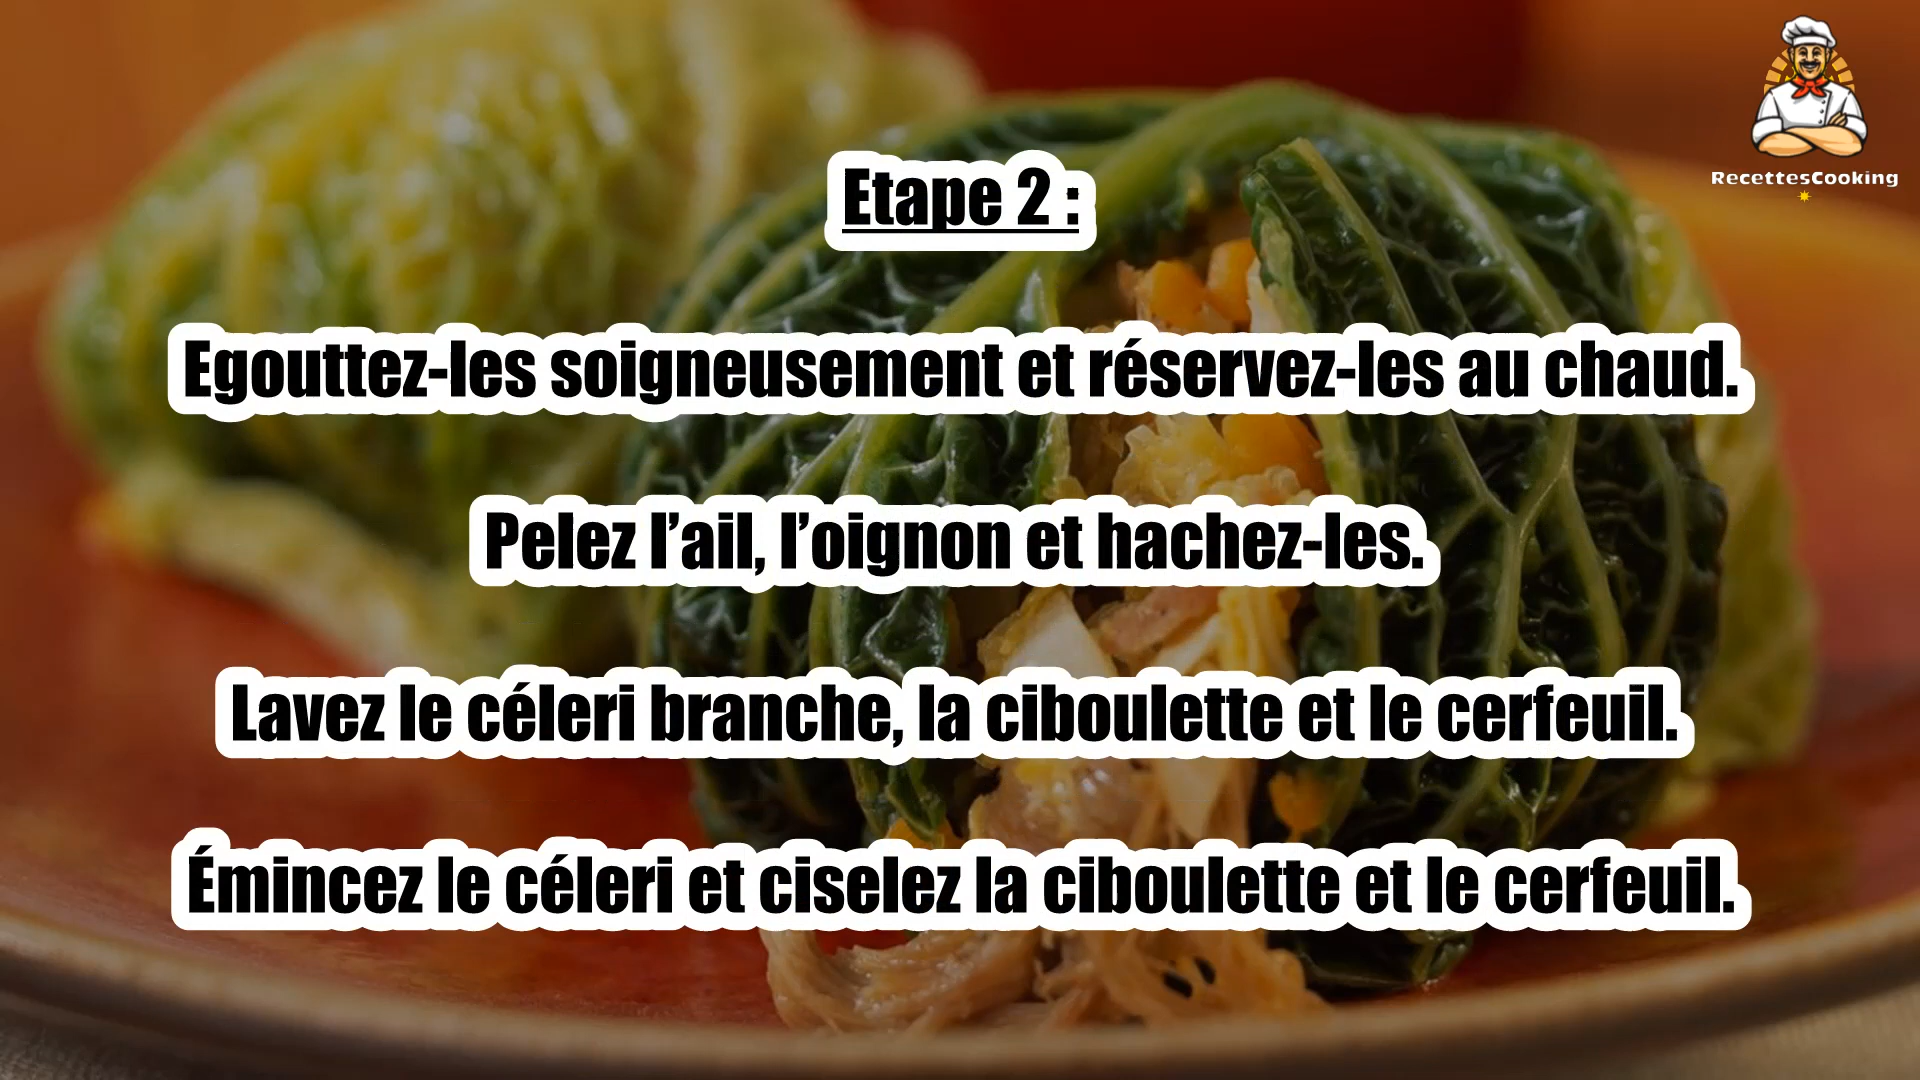 RecettesCooking
Etape 2 :
Egouttez-les soigneusement et réservez-les au chaud.
Pelez l’ail, l’oignon et hachez-les.
Lavez le céleri branche, la ciboulette et le cerfeuil.
Émincez le céleri et ciselez la ciboulette et le cerfeuil.